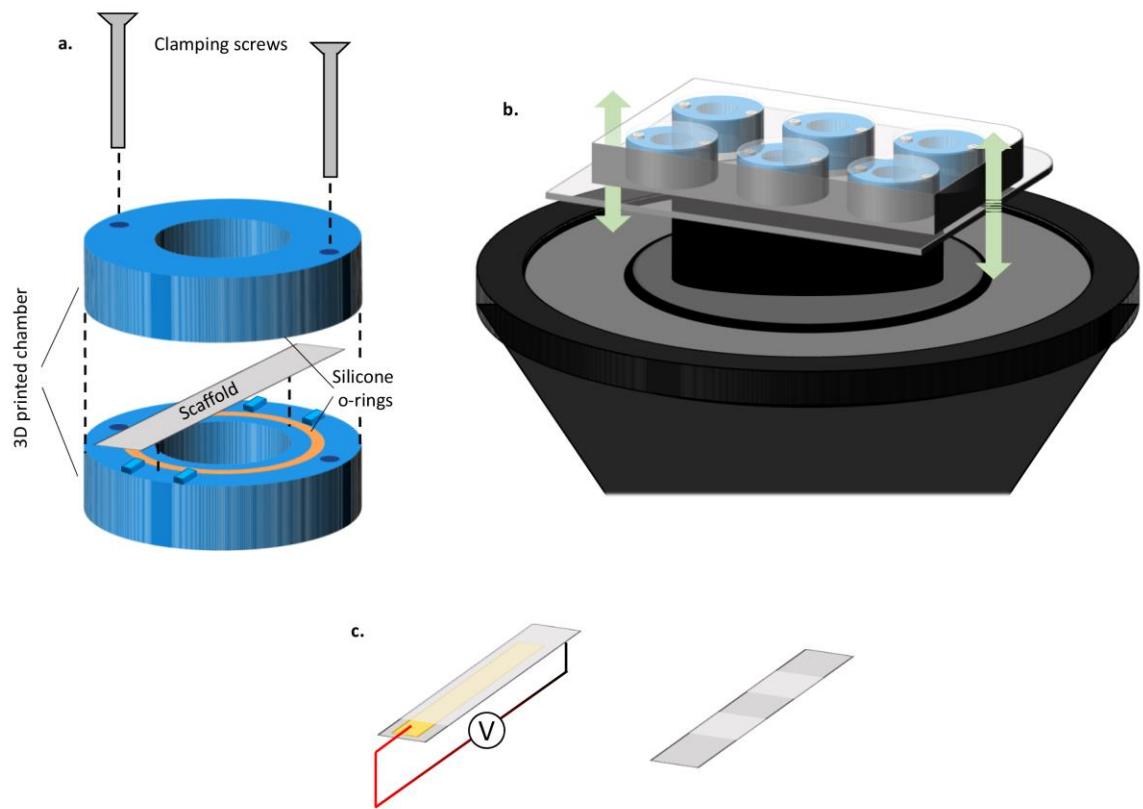 a.
Clamping screws
b.
3D printed chamber
Scaffold
Silicone
o-rings
c.
V